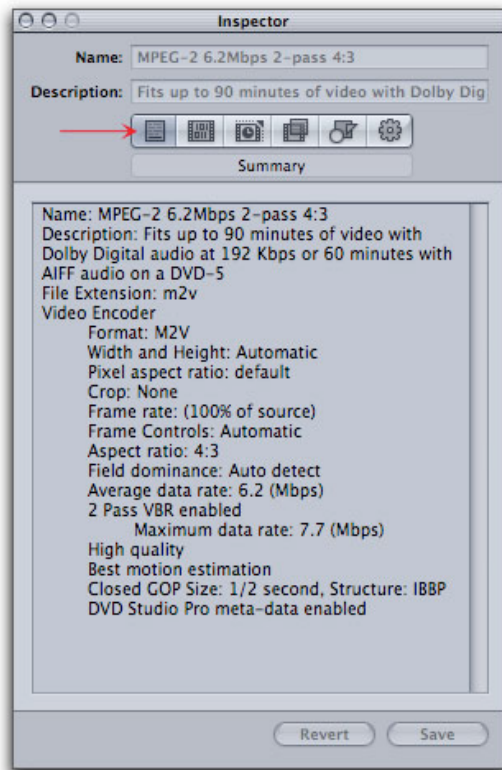 Inspector
Name: MPEG-2 6.2Mbps 2-pass 4:3
Description: Fits up to 90 minutes of video with Dolby Dig
Summary
Name: MPEG-2 6.2Mbps 2-pass 4:3
Description: Fits up to 90 minutes of video with
Dolby Digital audio at 192 Kbps or 60 minutes with
AIFF audio on a DVD-5
File Extension: m2v
Video Encoder
Format: M2V
Width and Height: Automatic
Pixel aspect ratio: default
Crop: None
Frame rate: (100% of source)
Frame Controls: Automatic
Aspect ratio: 4:3
Field dominance: Auto detect
Average data rate: 6.2 (Mbps)
2 Pass VBR enabled
Maximum data rate: 7.7 (Mbps)
High quality
Best motion estimation
Closed GOP Size: 1/2 second, Structure: IBBP
DVD Studio Pro meta-data enabled
Revert Save